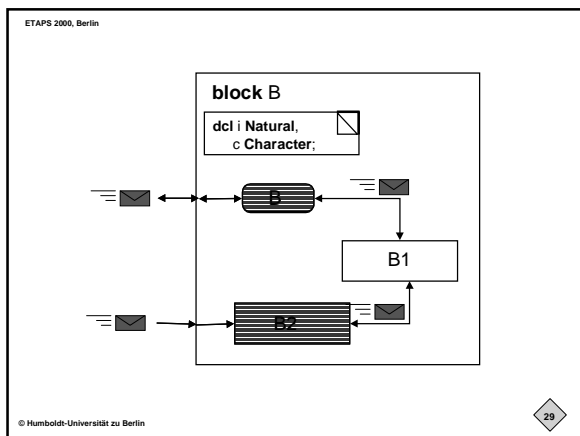 ETAPS 2000, Berlin
block B
dcl i Natural,
c Character;
B
B1
B2
© Humboldt-Universität zu Berlin
29